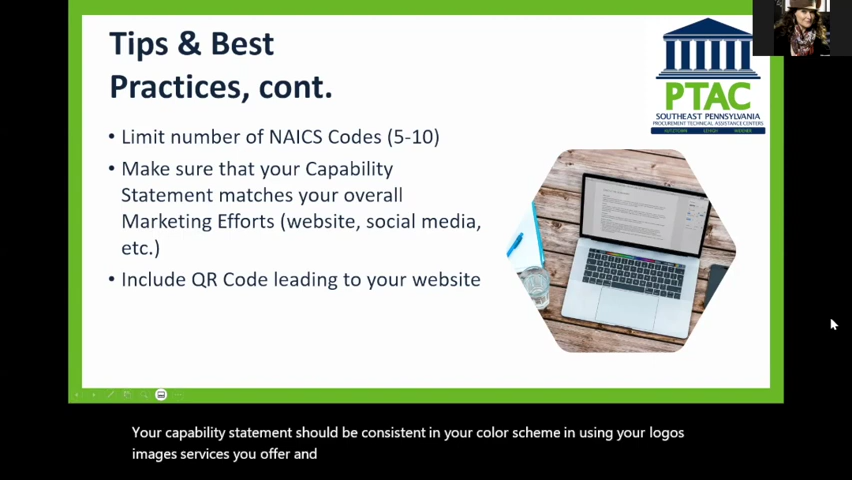 Tips & Best
Practices, cont.
• Limit number of NAICS Codes (5-10)
• Make sure that your Capability
Statement matches your overall
Marketing Efforts (website, social media,
etc.)
• Include QR Code leading to your website
PTAC
SOUTHEAST PENNSYLVANIA
PROCUREMENT TECHNICAL ASSISTANCE CENTERS
KUTZTOWN LEHIGH WIDENER
Your capability statement should be consistent in your color scheme in using your logos
images services you offer and